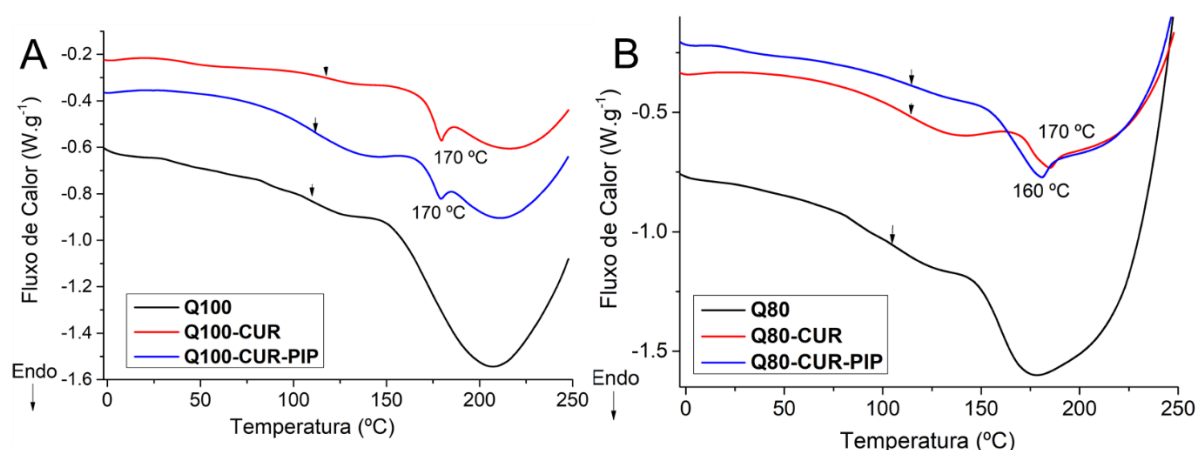 A
Fluxo de Calor (W.g⁻¹)
-0.2
-0.4
-0.6
-0.8
-1.0
-1.2
-1.4
-1.6
170 ºC
170 ºC
Q100
Q100-CUR
Q100-CUR-PIP
Endo
0
50
100
150
200
250
Temperatura (ºC)
B
Fluxo de Calor (W.g⁻¹)
-0.5
-1.0
-1.5
170 ºC
160 ºC
Q80
Q80-CUR
Q80-CUR-PIP
Endo
0
50
100
150
200
250
Temperatura (ºC)